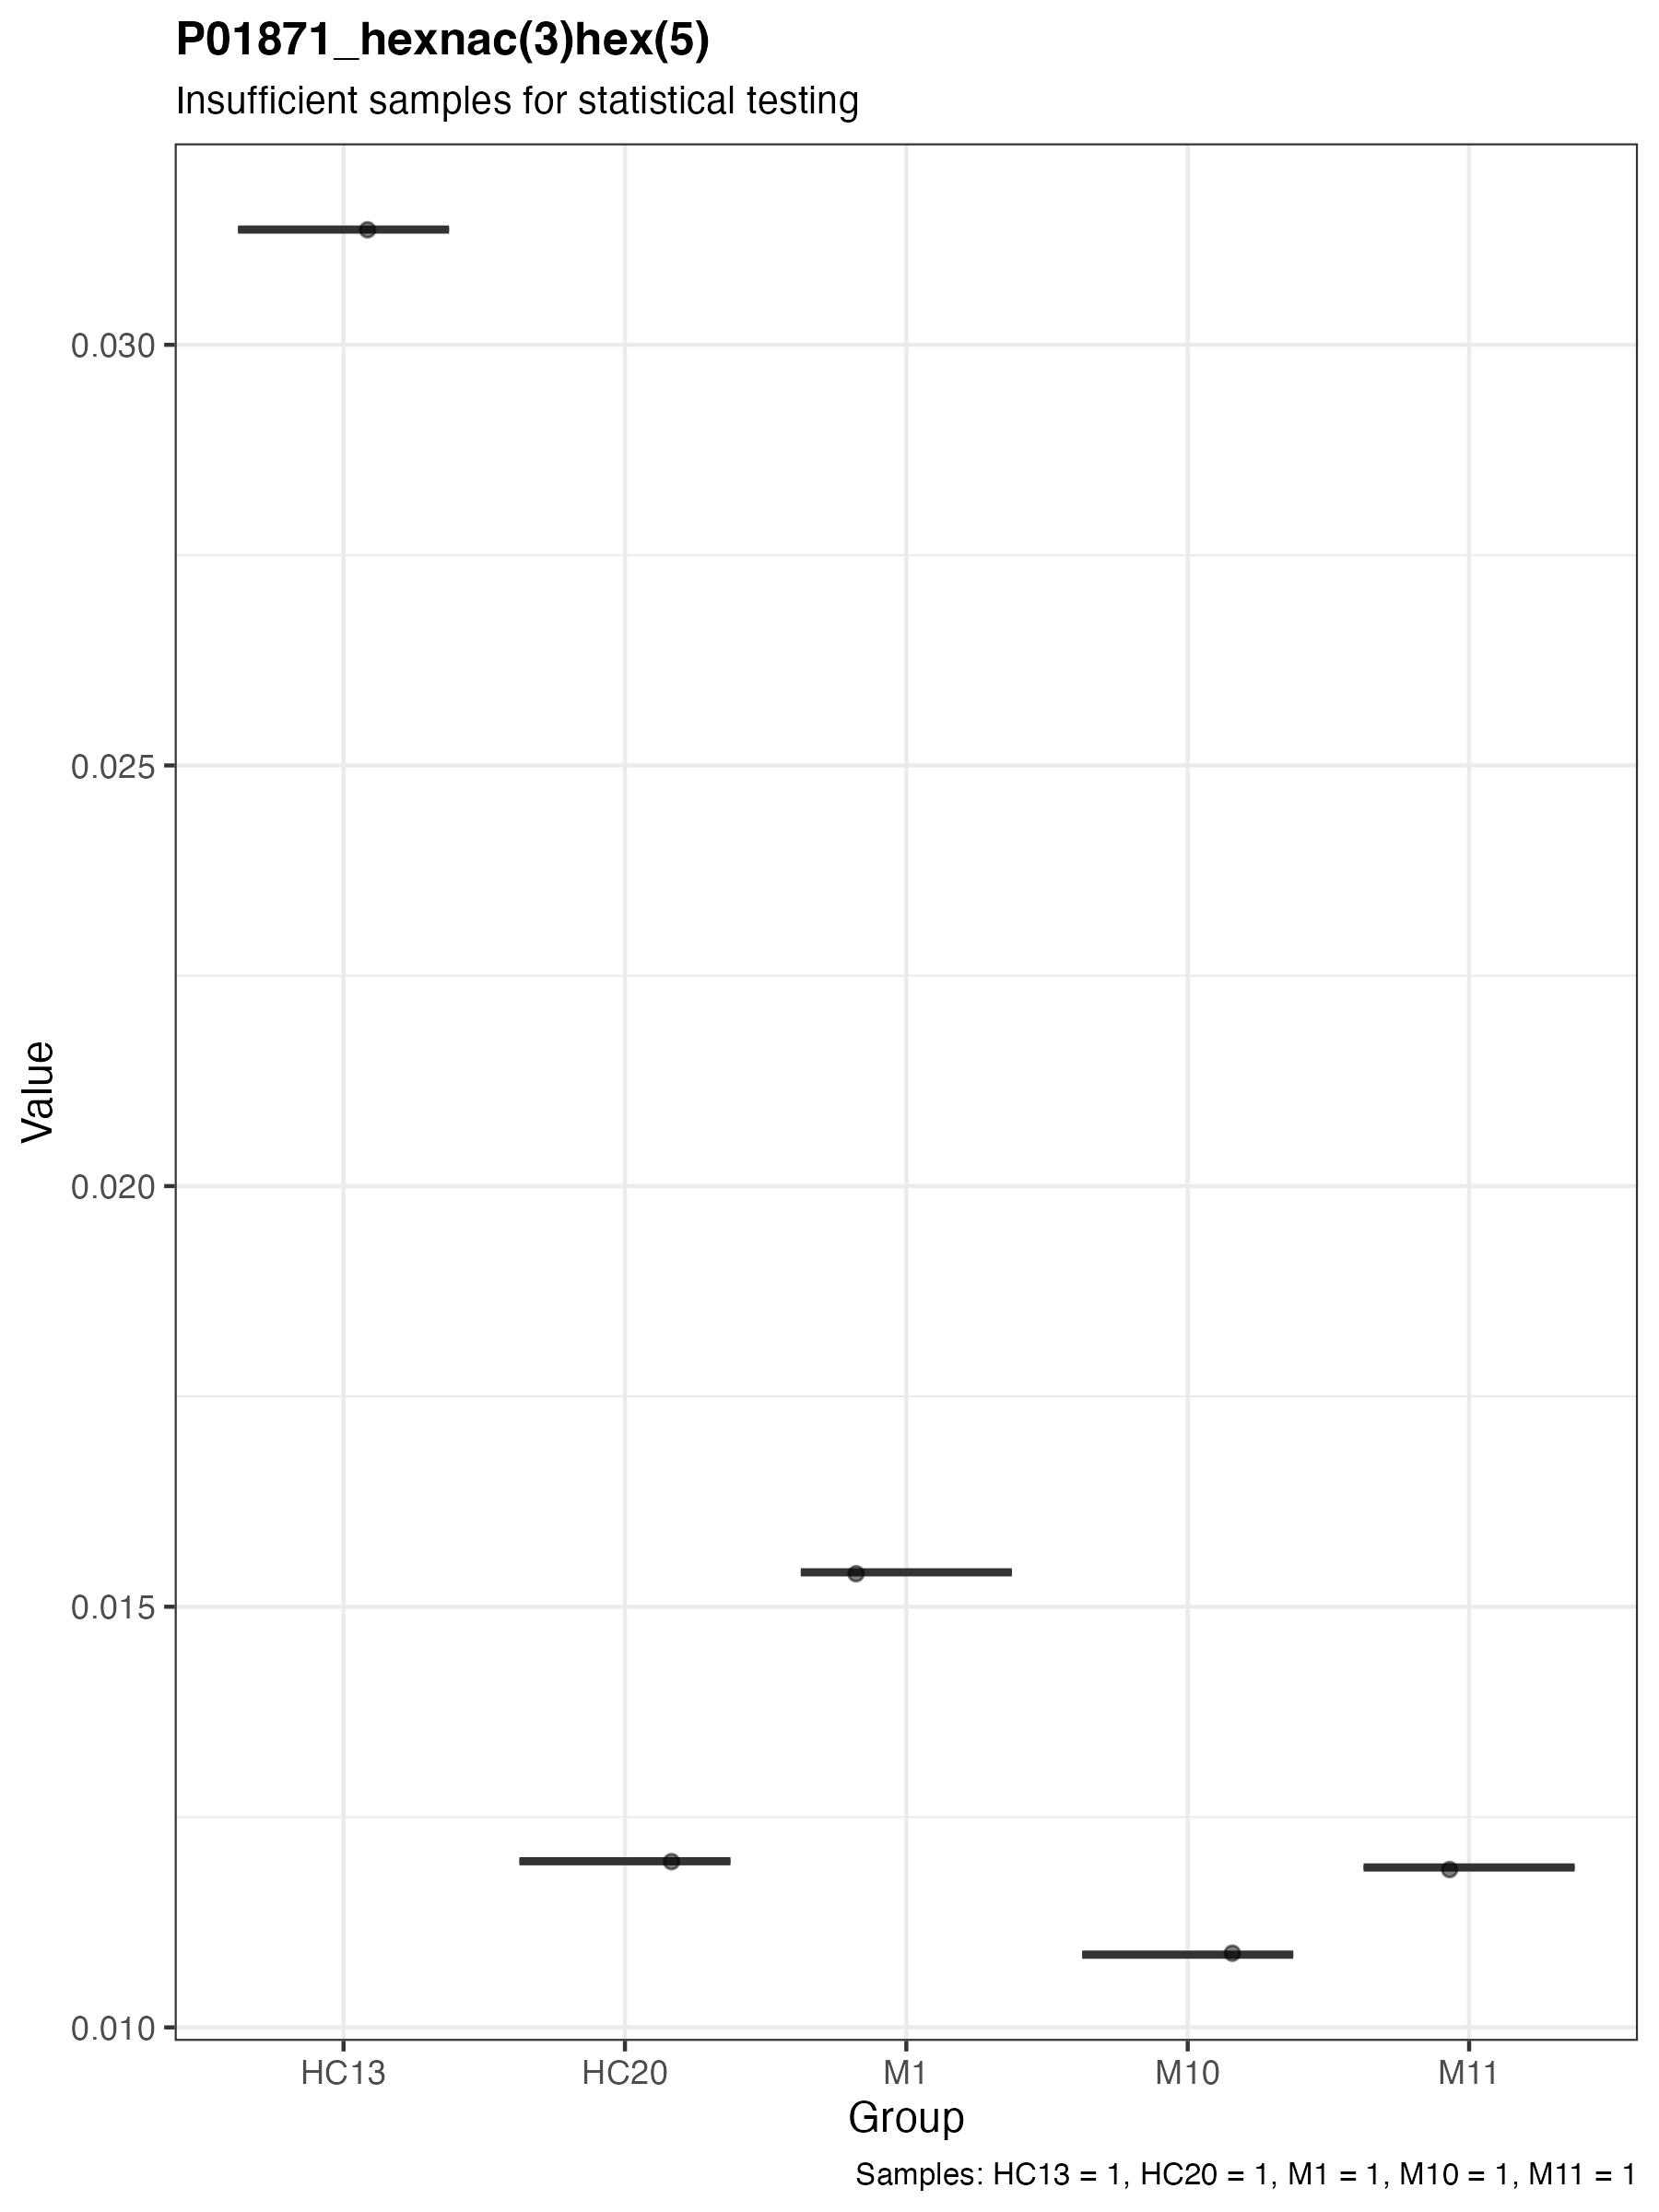 P01871_hexnac(3)hex(5)
Insufficient samples for statistical testing
Value
0.030
0.025
0.020
0.015
0.010
HC13 HC20 M1 M10 M11
Group
Samples: HC13 = 1, HC20 = 1, M1 = 1, M10 = 1, M11 = 1